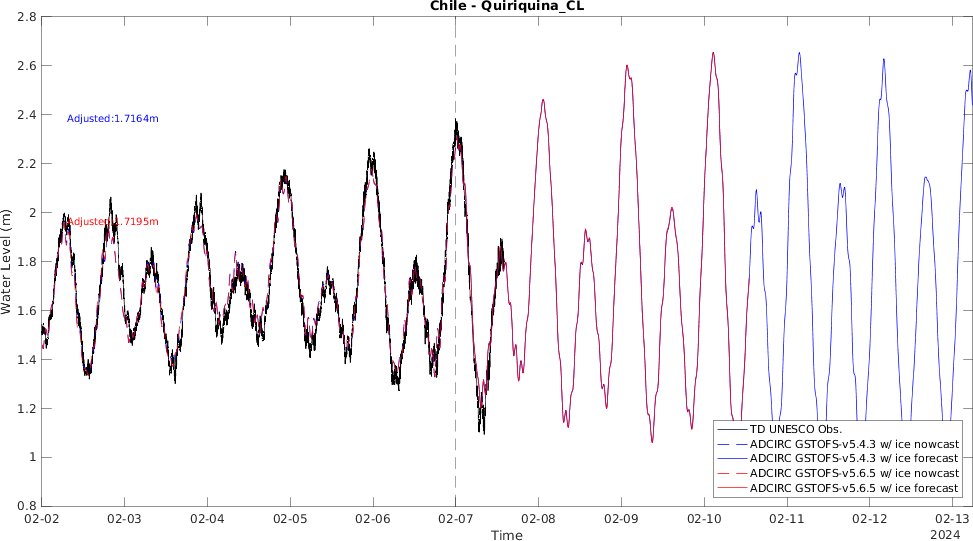 Chile - Quiriquina_CL
2.8
2.6
2.4
2.2
2
1.8
1.6
1.4
1.2
1
0.8
Water Level (m)
Adjusted:1.7164m
Adjusted:1.7195m
TD UNESCO Obs.
ADCIRC GSTOFS-v5.4.3 w/ ice nowcast
ADCIRC GSTOFS-v5.4.3 w/ ice forecast
ADCIRC GSTOFS-v5.6.5 w/ ice nowcast
ADCIRC GSTOFS-v5.6.5 w/ ice forecast
02-02 02-03 02-04 02-05 02-06 02-07 02-08 02-09 02-10 02-11 02-12 02-13
Time
2024